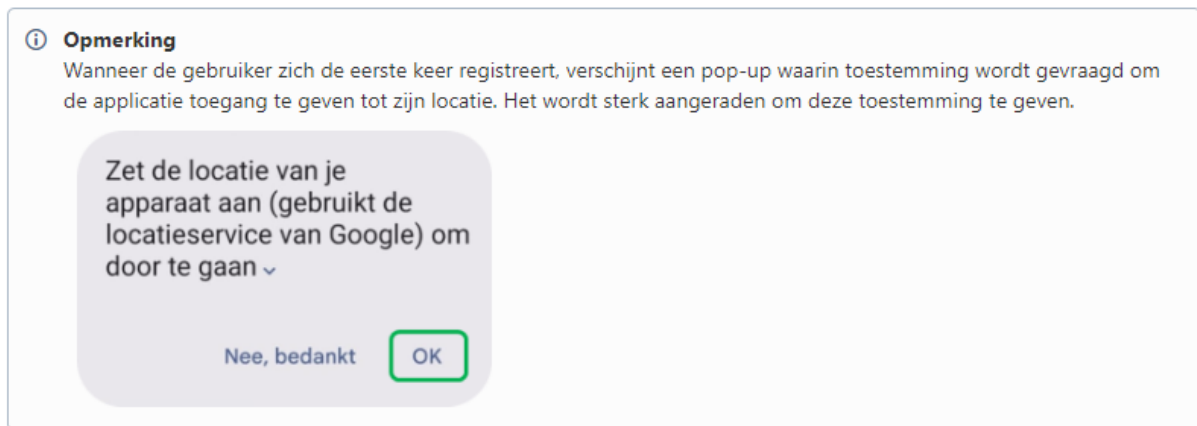 Opmerking
Wanneer de gebruiker zich de eerste keer registreert, verschijnt een pop-up waarin toestemming wordt gevraagd om
de applicatie toegang te geven tot zijn locatie. Het wordt sterk aangeraden om deze toestemming te geven.
Zet de locatie van je
apparaat aan (gebruikt de
locatieservice van Google) om
door te gaan
Nee, bedankt OK